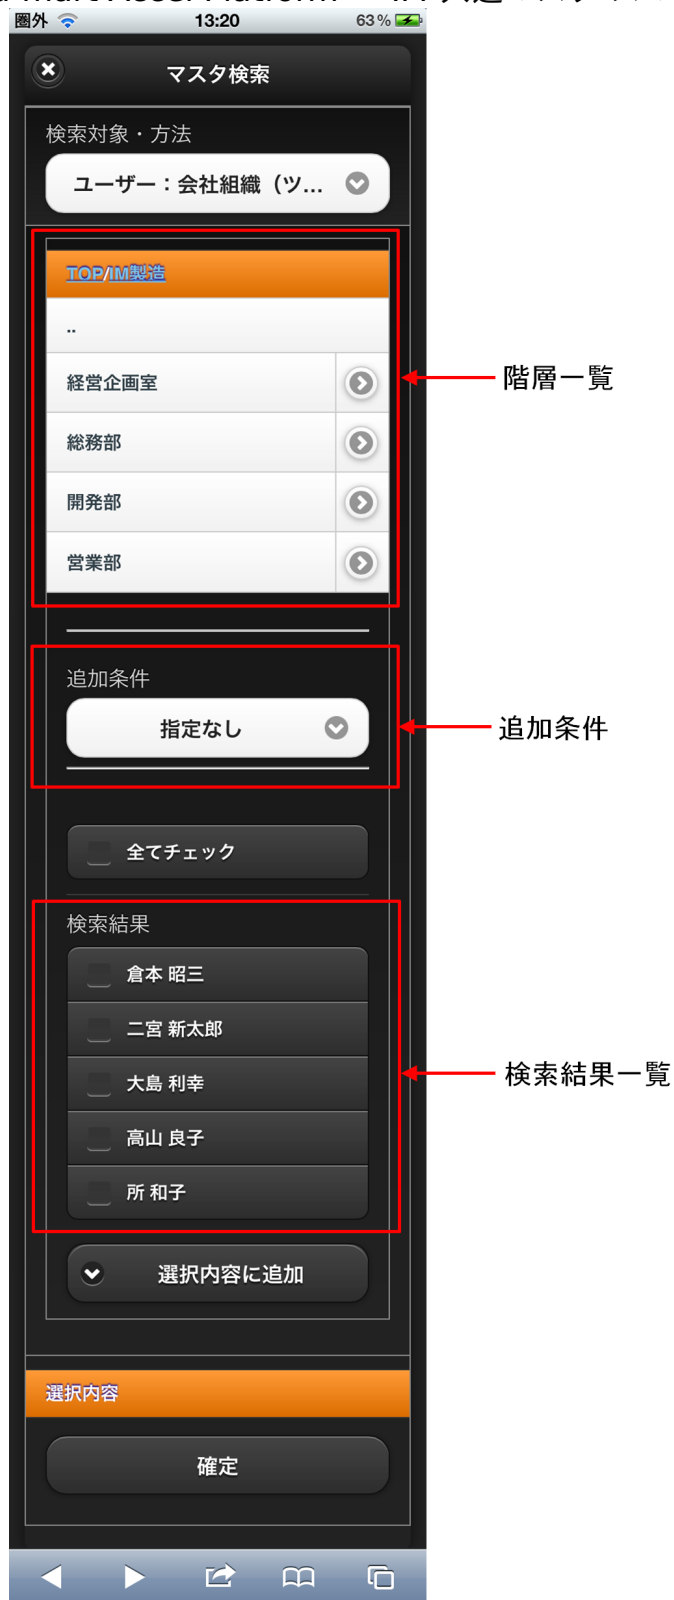 圏外 13:20 63%
マスタ検索
検索対象・方法
ユーザー：会社組織（ツ...
TOP/IM製造
..
経営企画室
総務部
開発部
営業部
階層一覧
追加条件
指定なし
追加条件
全てチェック
検索結果
倉本 昭三
二宮 新太郎
大島 利幸
高山 良子
所 和子
検索結果一覧
選択内容に追加
選択内容
確定